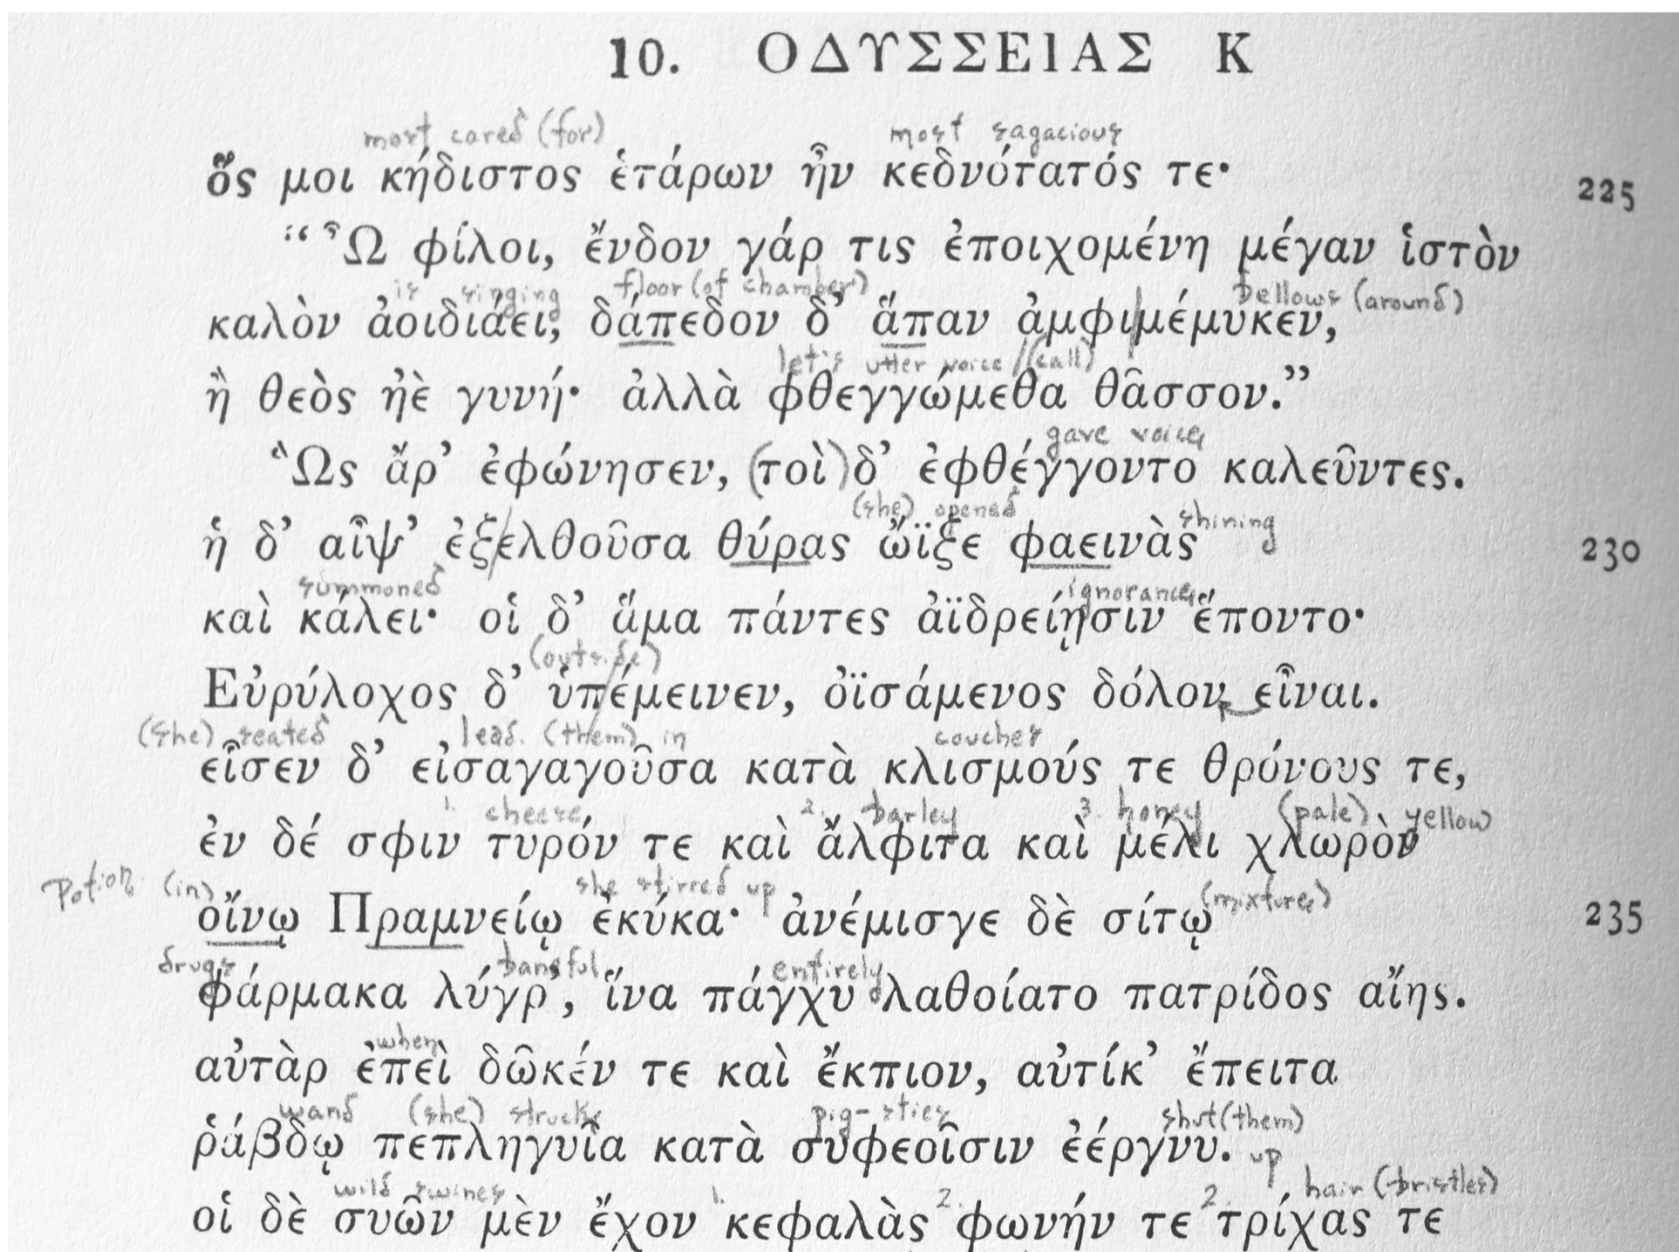 10. ΟΔΥΣΣΕΙΑΣ Κ
most cared (for) most sagacious
ὅς μοι κήδιστος ἑτάρων ἦν κεδνότατός τε· 225
“Ὦ φίλοι, ἔνδον γάρ τις ἐποιχομένη μέγαν ἱστὸν
is singing floor (of chamber) bellows (around)
καλὸν ἀοιδιάει, δάπεδον δ’ ἅπαν ἀμφιμέμυκεν,
let's utter voice / (call)
ἢ θεὸς ἠὲ γυνή· ἀλλὰ φθεγγώμεθα θᾶσσον.”
gave voice
Ὣς ἄρ’ ἐφώνησεν, (τοὶ) δ’ ἐφθέγγοντο καλεῦντες.
(she) opened shining
ἡ δ’ αἶψ’ ἐξελθοῦσα θύρας ὤϊξε φαεινὰς 230
summoned ignorance
καὶ κάλει· οἱ δ’ ἅμα πάντες ἀϊδρείῃσιν ἕποντο·
(outside)
Εὐρύλοχος δ’ ὑπέμεινεν, ὀϊσάμενος δόλον εἶναι.
(she) seated lead. (them) in couches
εἷσεν δ’ εἰσαγαγοῦσα κατὰ κλισμούς τε θρόνους τε,
1. cheese 2. barley 3. honey (pale) yellow
ἐν δέ σφιν τυρόν τε καὶ ἄλφιτα καὶ μέλι χλωρὸν
Potion (in) she stirred up (mixture)
οἴνῳ Πραμνείῳ ἐκύκα· ἀνέμισγε δὲ σίτῳ 235
drugs baneful entirely
φάρμακα λύγρ’, ἵνα πάγχυ λαθοίατο πατρίδος αἴης.
when
αὐτὰρ ἐπεὶ δῶκέν τε καὶ ἔκπιον, αὐτίκ’ ἔπειτα
wand (she) struck pig-sties shut (them)
ῥάβδῳ πεπληγυῖα κατὰ συφεοῖσιν ἐέργνυ. up
wild swines 1. 2. 2. hair (bristles)
οἱ δὲ συῶν μὲν ἔχον κεφαλὰς φωνήν τε τρίχας τε